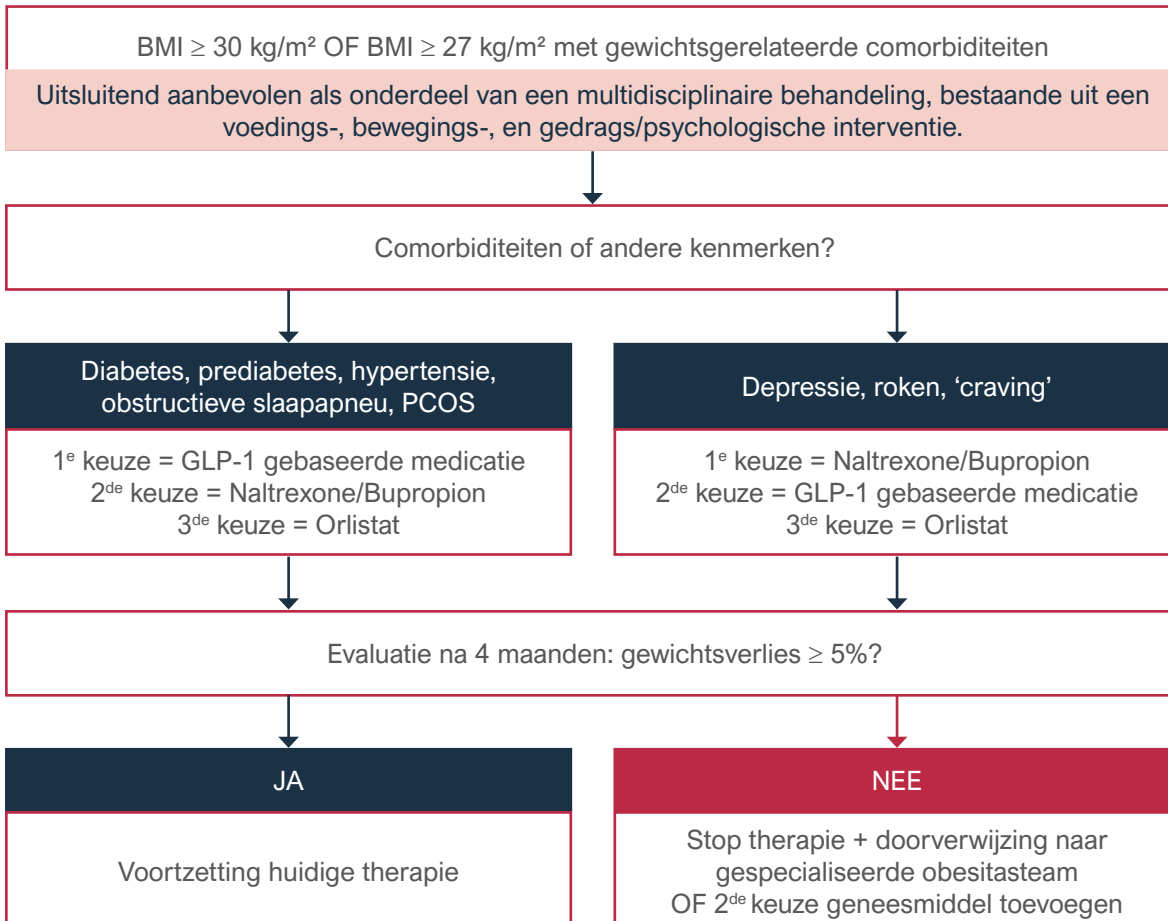 BMI ≥ 30 kg/m² OF BMI ≥ 27 kg/m² met gewichtsgerelateerde comorbiditeiten
Uitsluitend aanbevolen als onderdeel van een multidisciplinaire behandeling, bestaande uit een
voedings-, bewegings-, en gedrags/psychologische interventie.
Comorbiditeiten of andere kenmerken?
Diabetes, prediabetes, hypertensie,
obstructieve slaapapneu, PCOS
1e keuze = GLP-1 gebaseerde medicatie
2de keuze = Naltrexone/Bupropion
3de keuze = Orlistat
Depressie, roken, ‘craving’
1e keuze = Naltrexone/Bupropion
2de keuze = GLP-1 gebaseerde medicatie
3de keuze = Orlistat
Evaluatie na 4 maanden: gewichtsverlies ≥ 5%?
JA
Voortzetting huidige therapie
NEE
Stop therapie + doorverwijzing naar
gespecialiseerde obesitasteam
OF 2de keuze geneesmiddel toevoegen